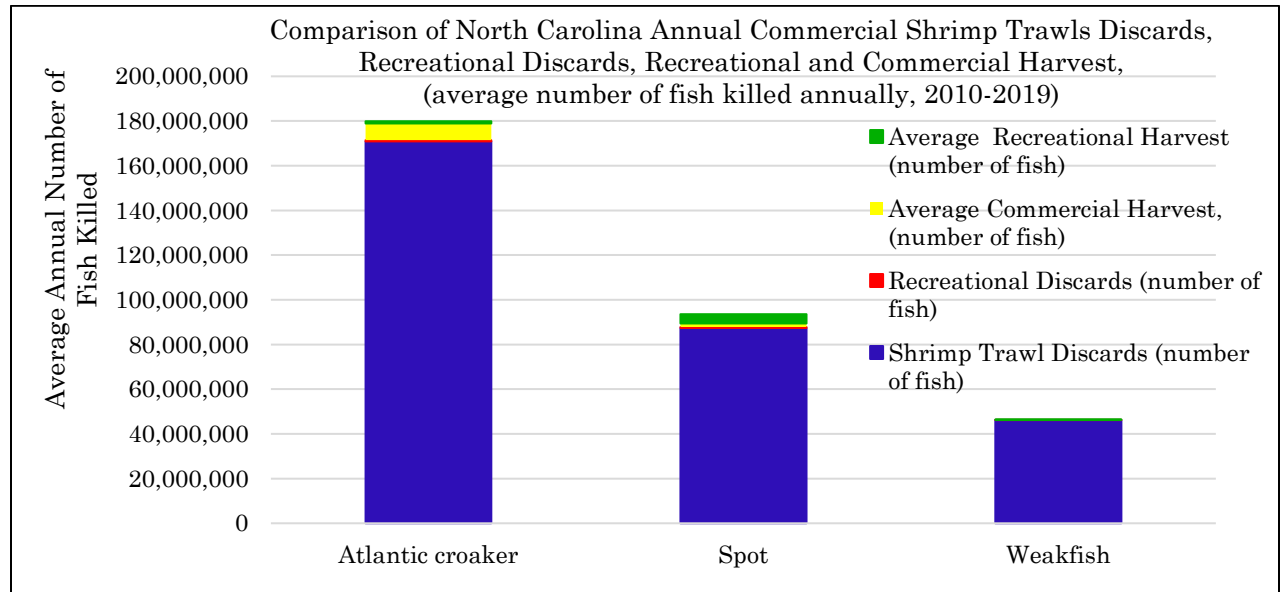 Comparison of North Carolina Annual Commercial Shrimp Trawls Discards,
Recreational Discards, Recreational and Commercial Harvest,
(average number of fish killed annually, 2010-2019)
Average Annual Number of
Fish Killed
200,000,000
180,000,000
160,000,000
140,000,000
120,000,000
100,000,000
80,000,000
60,000,000
40,000,000
20,000,000
0
Average Recreational Harvest
(number of fish)
Average Commercial Harvest,
(number of fish)
Recreational Discards (number of
fish)
Shrimp Trawl Discards (number
of fish)
Atlantic croaker
Spot
Weakfish